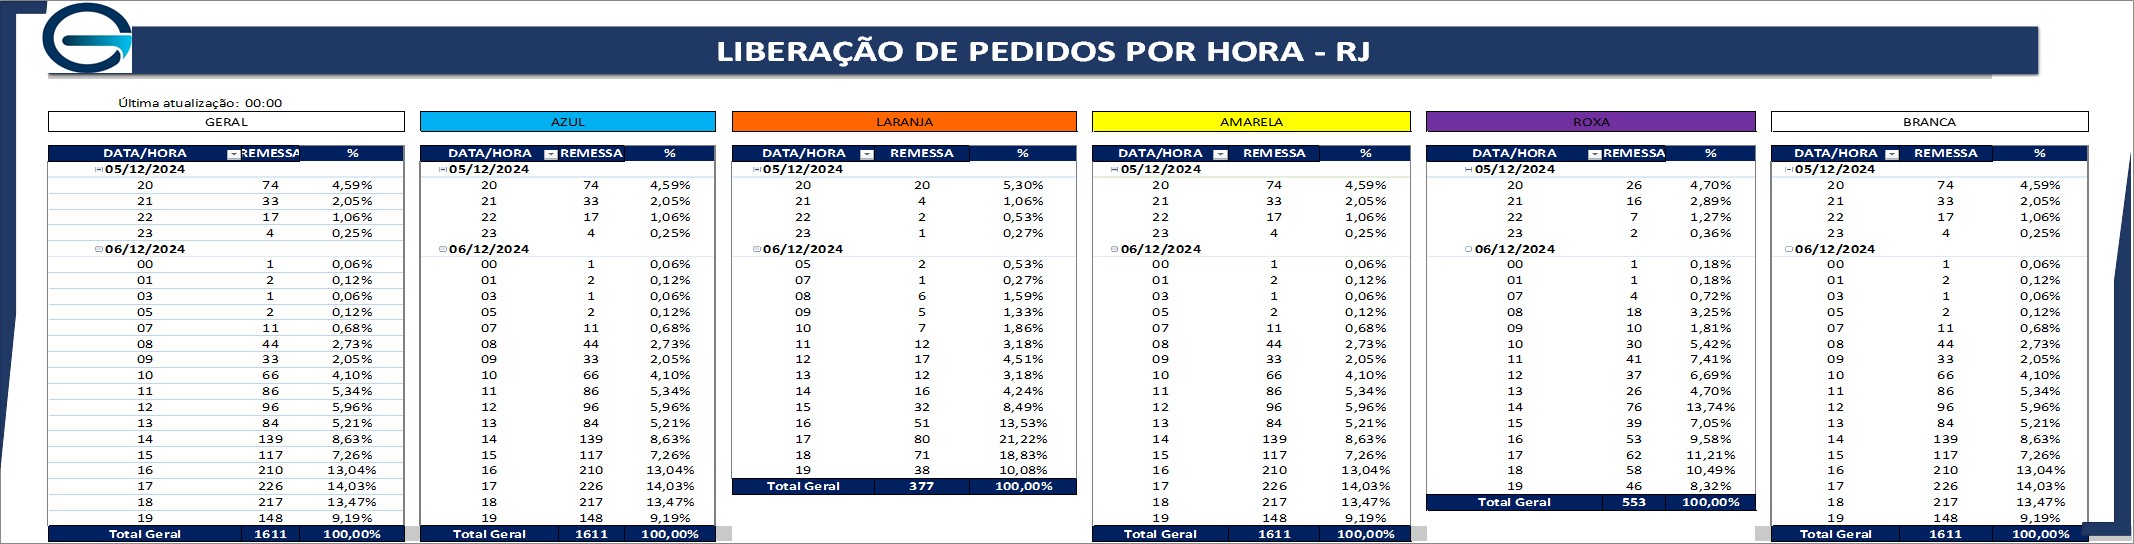 LIBERAÇÃO DE PEDIDOS POR HORA - RJ
Última atualização: 00:00
GERAL
DATA/HORA REMESSA %
05/12/2024
20 74 4,59%
21 33 2,05%
22 17 1,06%
23 4 0,25%
06/12/2024
00 1 0,06%
01 2 0,12%
03 1 0,06%
05 2 0,12%
07 11 0,68%
08 44 2,73%
09 33 2,05%
10 66 4,10%
11 86 5,34%
12 96 5,96%
13 84 5,21%
14 139 8,63%
15 117 7,26%
16 210 13,04%
17 226 14,03%
18 217 13,47%
19 148 9,19%
Total Geral 1611 100,00%
AZUL
DATA/HORA REMESSA %
05/12/2024
20 74 4,59%
21 33 2,05%
22 17 1,06%
23 4 0,25%
06/12/2024
00 1 0,06%
01 2 0,12%
03 1 0,06%
05 2 0,12%
07 11 0,68%
08 44 2,73%
09 33 2,05%
10 66 4,10%
11 86 5,34%
12 96 5,96%
13 84 5,21%
14 139 8,63%
15 117 7,26%
16 210 13,04%
17 226 14,03%
18 217 13,47%
19 148 9,19%
Total Geral 1611 100,00%
LARANJA
DATA/HORA REMESSA %
05/12/2024
20 20 5,30%
21 4 1,06%
22 2 0,53%
23 1 0,27%
06/12/2024
05 2 0,53%
07 1 0,27%
08 6 1,59%
09 5 1,33%
10 7 1,86%
11 12 3,18%
12 17 4,51%
13 12 3,18%
14 16 4,24%
15 32 8,49%
16 51 13,53%
17 80 21,22%
18 71 18,83%
19 38 10,08%
Total Geral 377 100,00%
AMARELA
DATA/HORA REMESSA %
05/12/2024
20 74 4,59%
21 33 2,05%
22 17 1,06%
23 4 0,25%
06/12/2024
00 1 0,06%
01 2 0,12%
03 1 0,06%
05 2 0,12%
07 11 0,68%
08 44 2,73%
09 33 2,05%
10 66 4,10%
11 86 5,34%
12 96 5,96%
13 84 5,21%
14 139 8,63%
15 117 7,26%
16 210 13,04%
17 226 14,03%
18 217 13,47%
19 148 9,19%
Total Geral 1611 100,00%
ROXA
DATA/HORA REMESSA %
05/12/2024
20 26 4,70%
21 16 2,89%
22 7 1,27%
23 2 0,36%
06/12/2024
00 1 0,18%
01 1 0,18%
07 4 0,72%
08 18 3,25%
09 10 1,81%
10 30 5,42%
11 41 7,41%
12 37 6,69%
13 26 4,70%
14 76 13,74%
15 39 7,05%
16 53 9,58%
17 62 11,21%
18 58 10,49%
19 46 8,32%
Total Geral 553 100,00%
BRANCA
DATA/HORA REMESSA %
05/12/2024
20 74 4,59%
21 33 2,05%
22 17 1,06%
23 4 0,25%
06/12/2024
00 1 0,06%
01 2 0,12%
03 1 0,06%
05 2 0,12%
07 11 0,68%
08 44 2,73%
09 33 2,05%
10 66 4,10%
11 86 5,34%
12 96 5,96%
13 84 5,21%
14 139 8,63%
15 117 7,26%
16 210 13,04%
17 226 14,03%
18 217 13,47%
19 148 9,19%
Total Geral 1611 100,00%